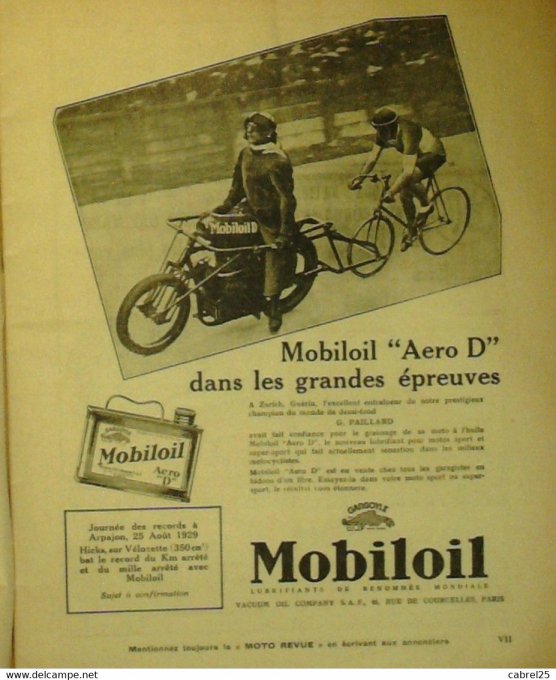 MobiloilD
Mobiloil "Aero D"
dans les grandes épreuves
A Zurich, Guérin, l'excellent entraîneur de notre prestigieux
champion du monde de demi-fond
G. PAILLARD
avait fait confiance pour le graissage de sa moto à l'huile
Mobiloil "Aero D", le nouveau lubrifiant pour motos sport et
super-sport qui fait actuellement sensation dans les milieux
motocyclistes.
Mobiloil "Aero D" est en vente chez tous les garagistes en
bidons d'un litre. Essayez-la dans votre moto sport ou super-
sport, le résultat vous étonnera.
GARGOYLE
Mobiloil
Aero
"D"
Journée des records à
Arpajon, 25 Août 1929
Hicks, sur Vélocette (350 cm³)
bat le record du Km arrêté
et du mille arrêté avec
Mobiloil
Sujet à confirmation
GARGOYLE
Mobiloil
LUBRIFIANTS DE RENOMMÉE MONDIALE
VACUUM OIL COMPANY S.A.F., 46, RUE DE COURCELLES, PARIS
Mentionnez toujours la « MOTO REVUE » en écrivant aux annonciers
VII
www.delcampe.net
cabrel25